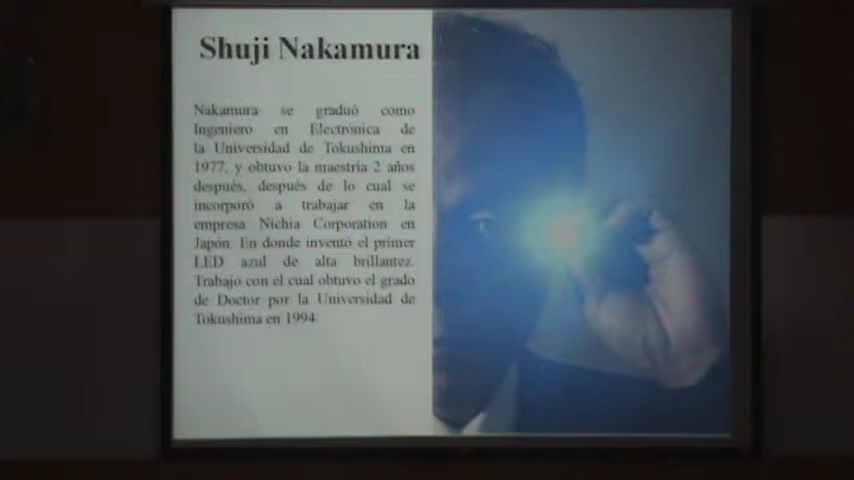 Shuji Nakamura
Nakamura se graduó como
Ingeniero en Electrónica de
la Universidad de Tokushima en
1977, y obtuvo la maestría 2 años
después, después de lo cual se
incorporó a trabajar en la
empresa Nichia Corporation en
Japón. En donde inventó el primer
LED azul de alta brillantez.
Trabajo con el cual obtuvo el grado
de Doctor por la Universidad de
Tokushima en 1994.